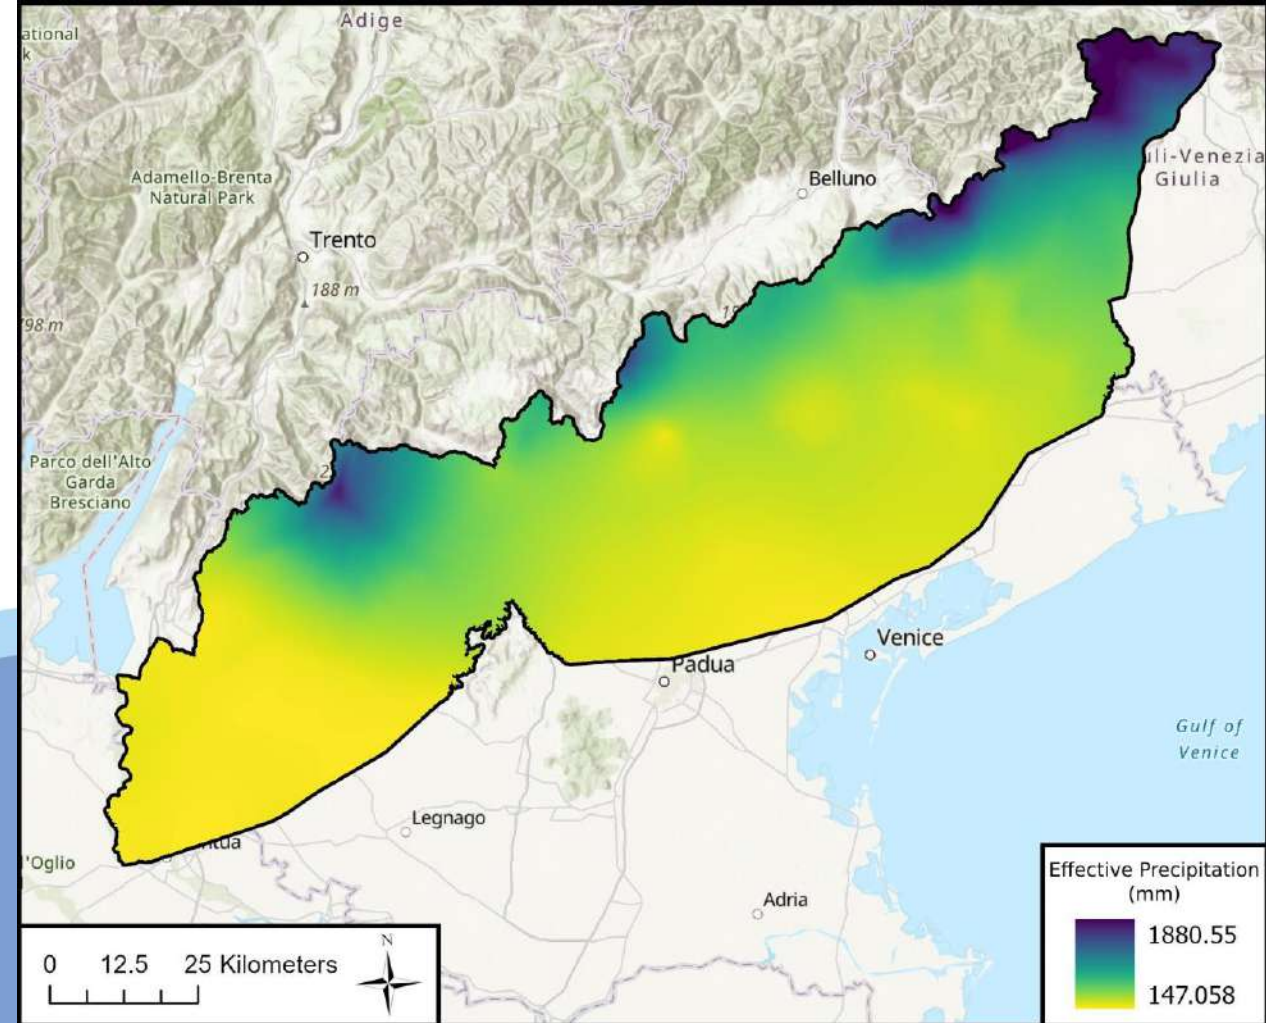 Adige
ational
k
Adamello-Brenta
Natural Park
Belluno
uli-Venezia
Giulia
Trento
188 m
98 m
Parco dell'Alto
Garda
Bresciano
Venice
Padua
Gulf of
Venice
Legnago
ntua
l'Oglio
Adria
Effective Precipitation
(mm)
1880.55
147.058
N
0 12.5 25 Kilometers